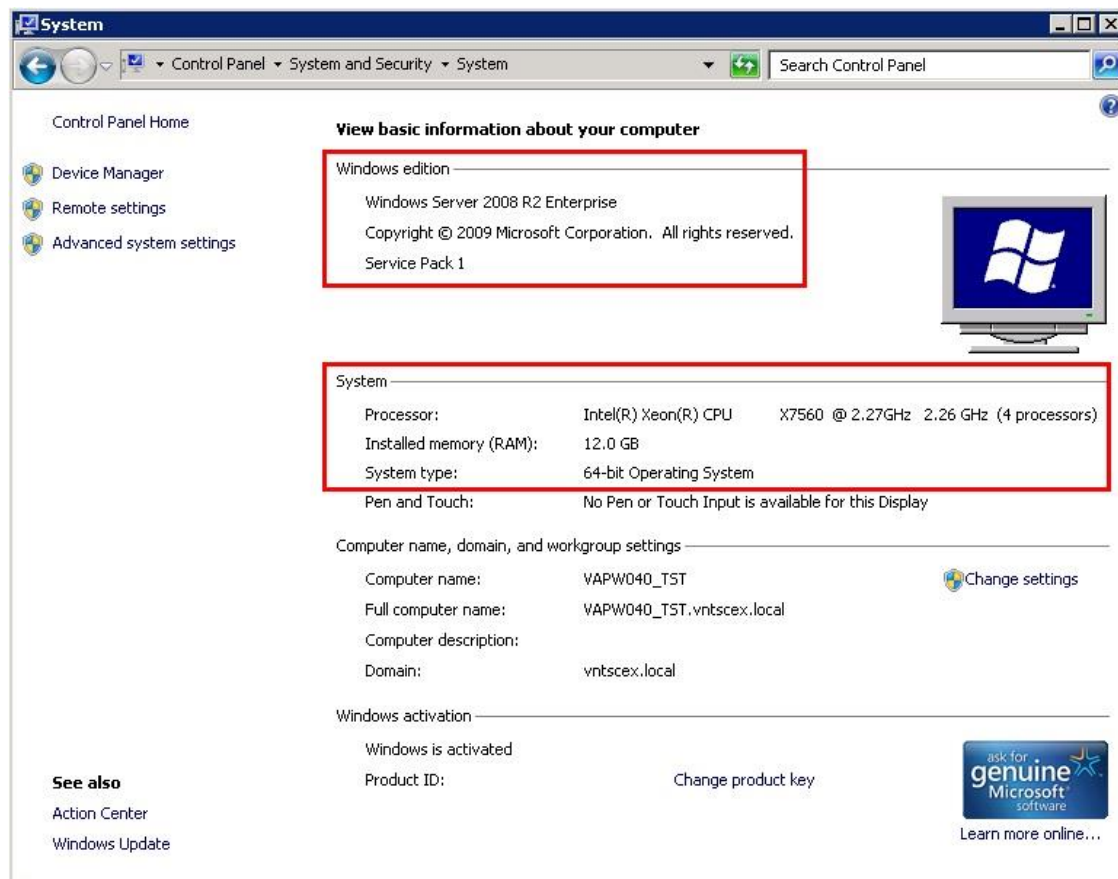 System
Control Panel System and Security System
Search Control Panel
Control Panel Home
Device Manager
Remote settings
Advanced system settings
See also
Action Center
Windows Update
View basic information about your computer
Windows edition
Windows Server 2008 R2 Enterprise
Copyright © 2009 Microsoft Corporation. All rights reserved.
Service Pack 1
System
Processor: Intel(R) Xeon(R) CPU X7560 @ 2.27GHz 2.26 GHz (4 processors)
Installed memory (RAM): 12.0 GB
System type: 64-bit Operating System
Pen and Touch: No Pen or Touch Input is available for this Display
Computer name, domain, and workgroup settings
Computer name: VAPW040_TST Change settings
Full computer name: VAPW040_TST.vntscex.local
Computer description:
Domain: vntscex.local
Windows activation
Windows is activated
Product ID: Change product key
ask for
genuine
Microsoft
software
Learn more online...